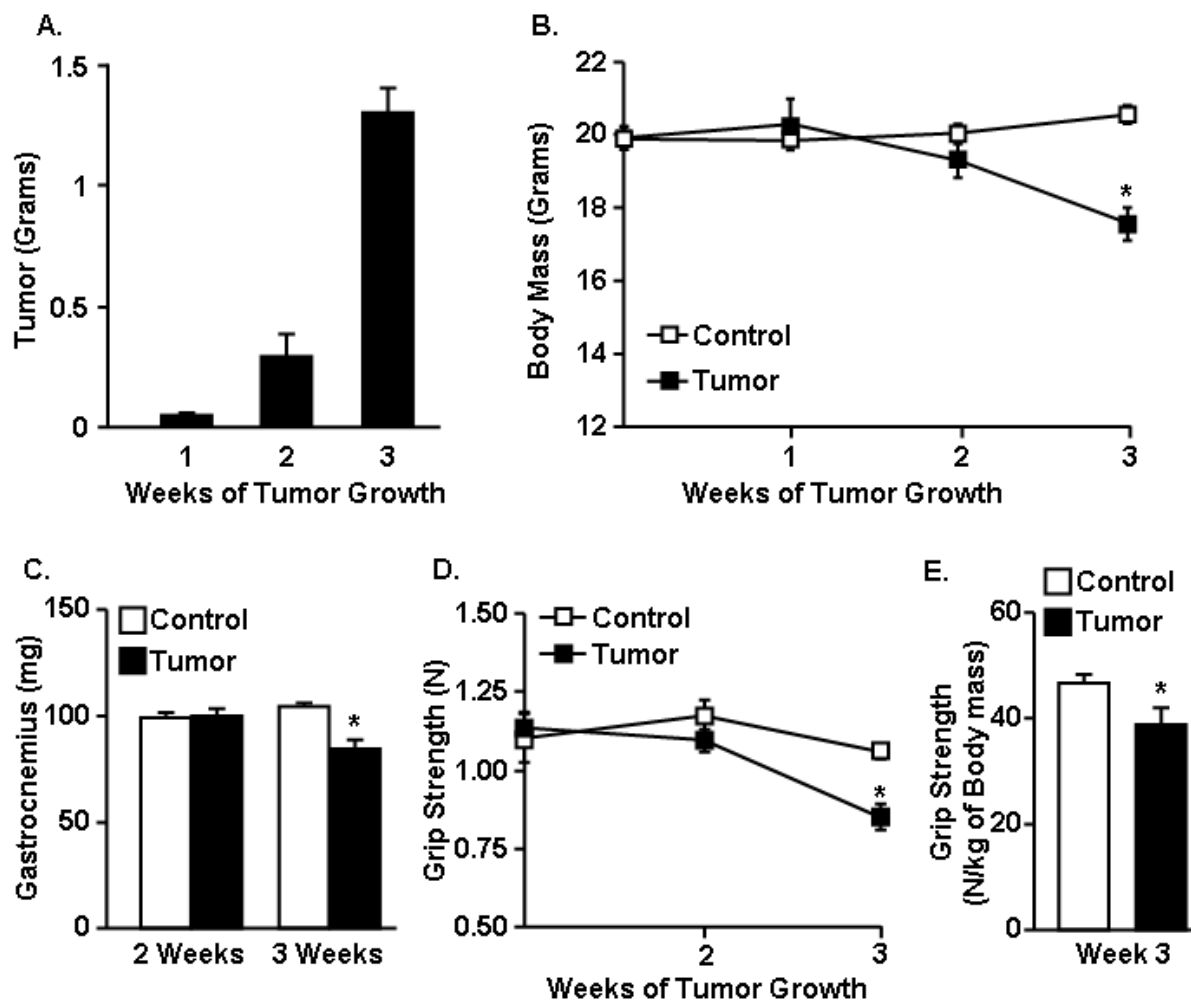 A.
Tumor (Grams)
1.5
1
0.5
0
1 2 3
Weeks of Tumor Growth
B.
Body Mass (Grams)
22
20
18
16
14
12
*
Control
Tumor
1 2 3
Weeks of Tumor Growth
C.
Gastrocnemius (mg)
150
100
50
0
Control
Tumor
*
2 Weeks 3 Weeks
D.
Grip Strength (N)
1.50
1.25
1.00
0.75
0.50
Control
Tumor
*
2 3
Weeks of Tumor Growth
E.
Control
Tumor
Grip Strength
(N/kg of Body mass)
60
40
20
0
*
Week 3